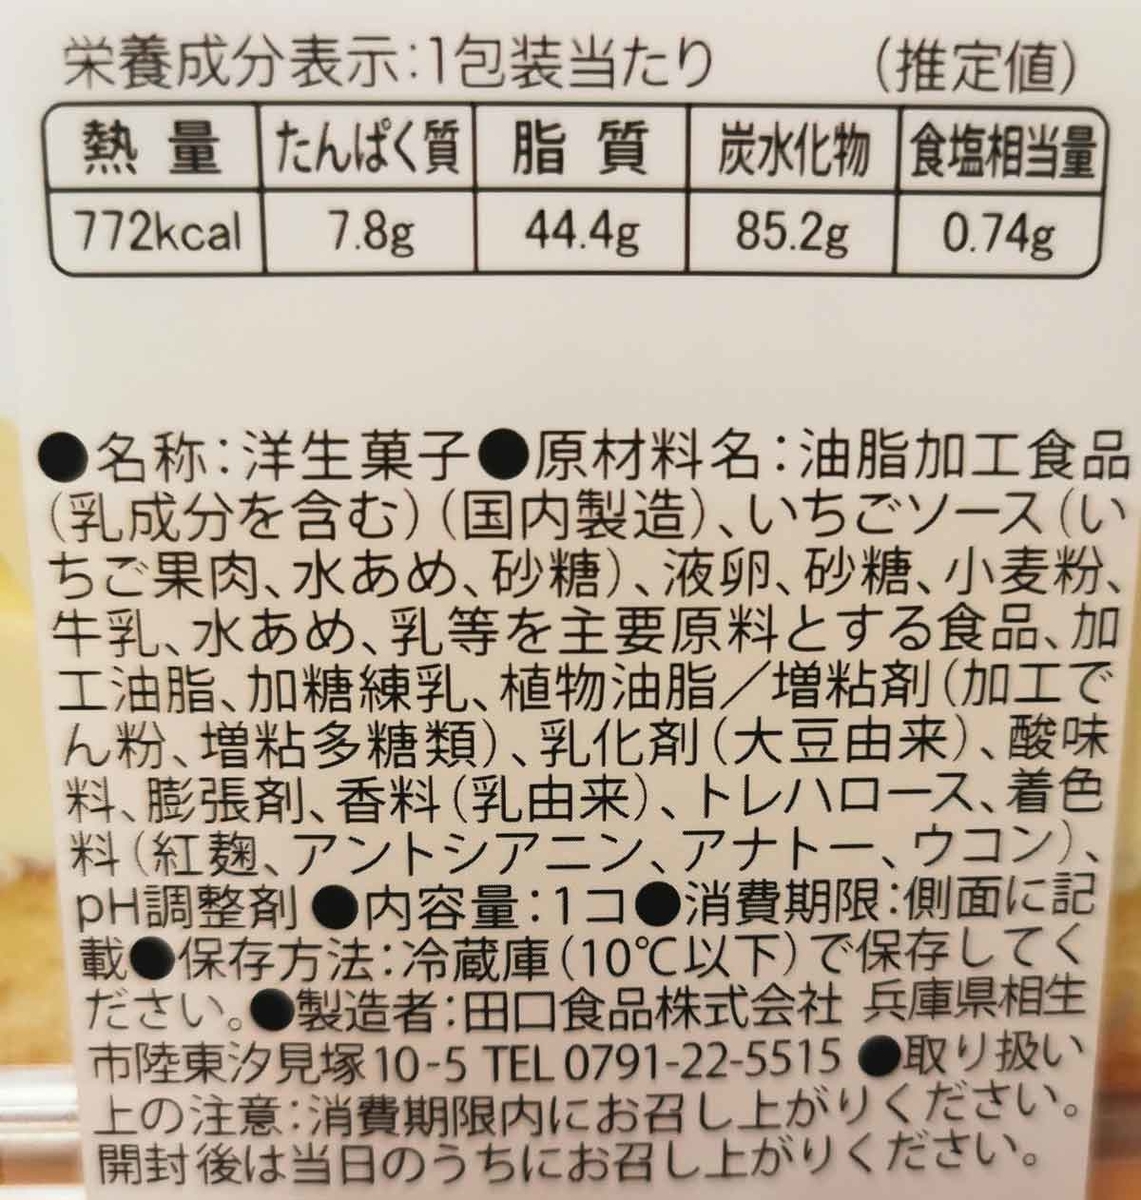 栄養成分表示:1包装当たり (推定値)
熱量 たんぱく質 脂質 炭水化物 食塩相当量
772kcal 7.8g 44.4g 85.2g 0.74g
●名称:洋生菓子●原材料名:油脂加工食品
(乳成分を含む)(国内製造)、いちごソース(い
ちご果肉、水あめ、砂糖)、液卵、砂糖、小麦粉、
牛乳、水あめ、乳等を主要原料とする食品、加
工油脂、加糖練乳、植物油脂/増粘剤(加工で
ん粉、増粘多糖類)、乳化剤(大豆由来)、酸味
料、膨張剤、香料(乳由来)、トレハロース、着色
料(紅麹、アントシアニン、アナトー、ウコン)、
pH調整剤●内容量:1コ●消費期限:側面に記
載●保存方法:冷蔵庫(10℃以下)で保存してく
ださい。●製造者:田口食品株式会社 兵庫県相生
市陸東汐見塚10-5 TEL 0791-22-5515 ●取り扱い
上の注意:消費期限内にお召し上がりください。
開封後は当日のうちにお召し上がりください。